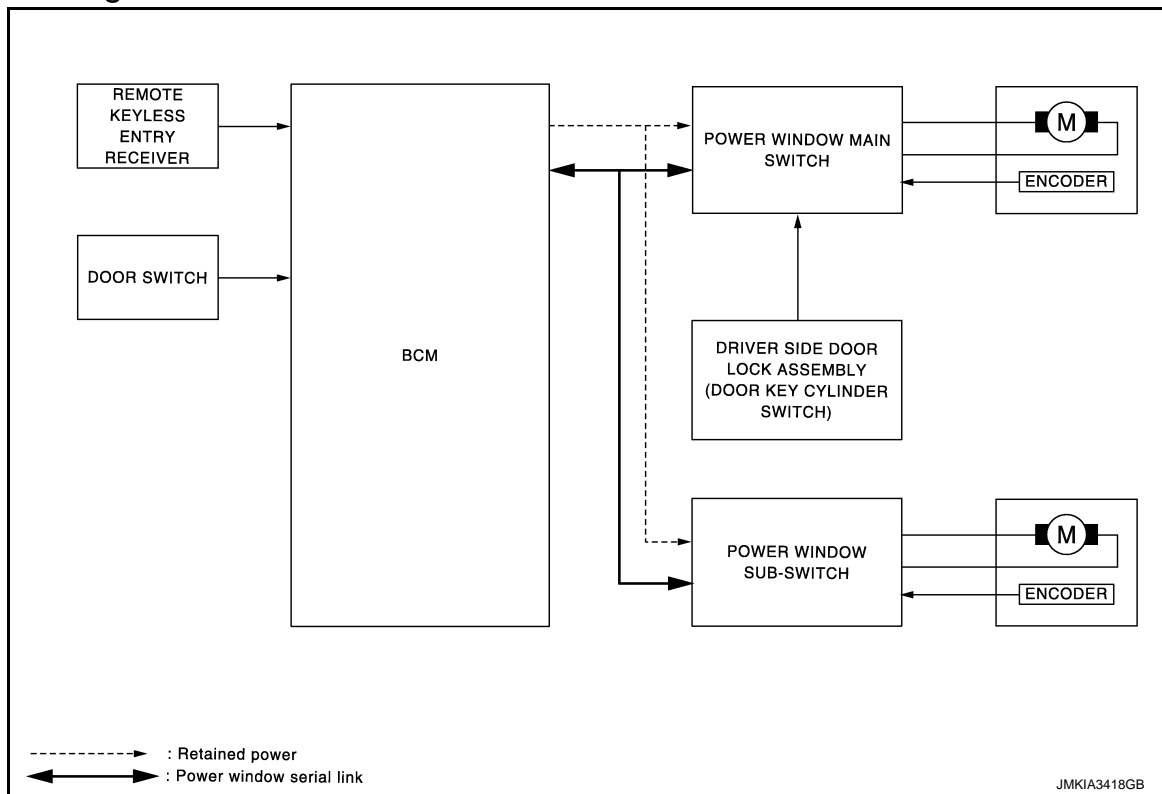 REMOTE
KEYLESS
ENTRY
RECEIVER
DOOR SWITCH
BCM
POWER WINDOW MAIN
SWITCH
M
ENCODER
DRIVER SIDE DOOR
LOCK ASSEMBLY
(DOOR KEY CYLINDER
SWITCH)
POWER WINDOW
SUB-SWITCH
M
ENCODER
: Retained power
: Power window serial link
JMKIA3418GB